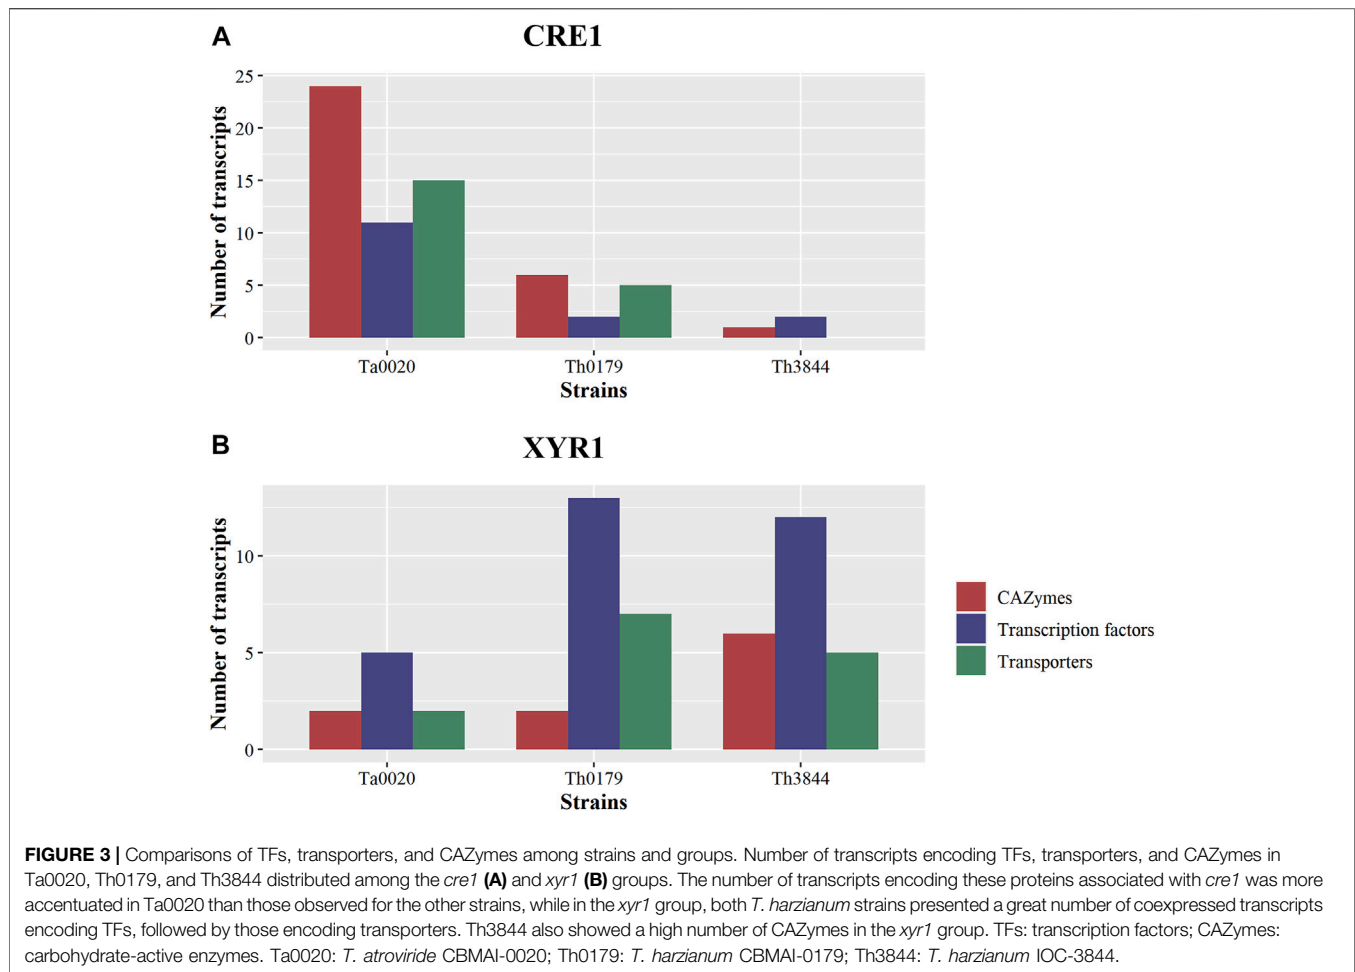 A
CRE1
Number of transcripts
25
20
15
10
5
0
Ta0020
Th0179
Th3844
Strains
B
XYR1
Number of transcripts
10
5
0
Ta0020
Th0179
Th3844
Strains
CAZymes
Transcription factors
Transporters
FIGURE 3 | Comparisons of TFs, transporters, and CAZymes among strains and groups. Number of transcripts encoding TFs, transporters, and CAZymes in
Ta0020, Th0179, and Th3844 distributed among the cre1 (A) and xyr1 (B) groups. The number of transcripts encoding these proteins associated with cre1 was more
accentuated in Ta0020 than those observed for the other strains, while in the xyr1 group, both T. harzianum strains presented a great number of coexpressed transcripts
encoding TFs, followed by those encoding transporters. Th3844 also showed a high number of CAZymes in the xyr1 group. TFs: transcription factors; CAZymes:
carbohydrate-active enzymes. Ta0020: T. atroviride CBMAI-0020; Th0179: T. harzianum CBMAI-0179; Th3844: T. harzianum IOC-3844.